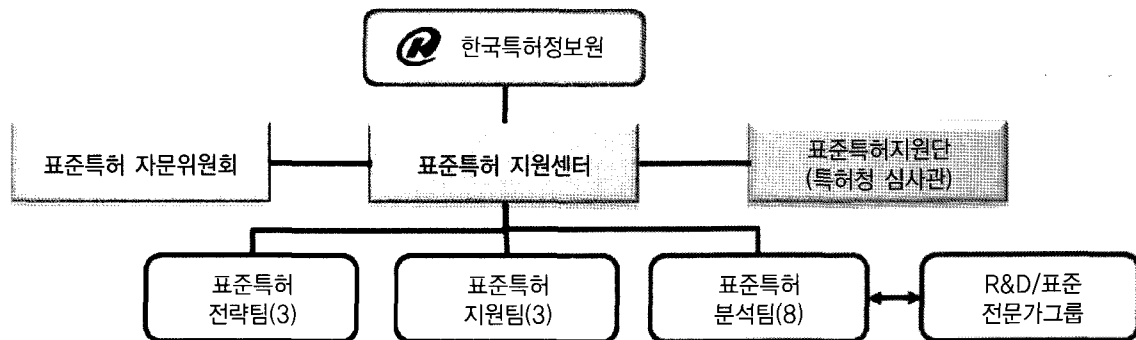 한국특허정보원
표준특허 자문위원회
표준특허 지원센터
표준특허지원단
(특허청 심사관)
표준특허
전략팀(3)
표준특허
지원팀(3)
표준특허
분석팀(8)
R&D/표준
전문가그룹